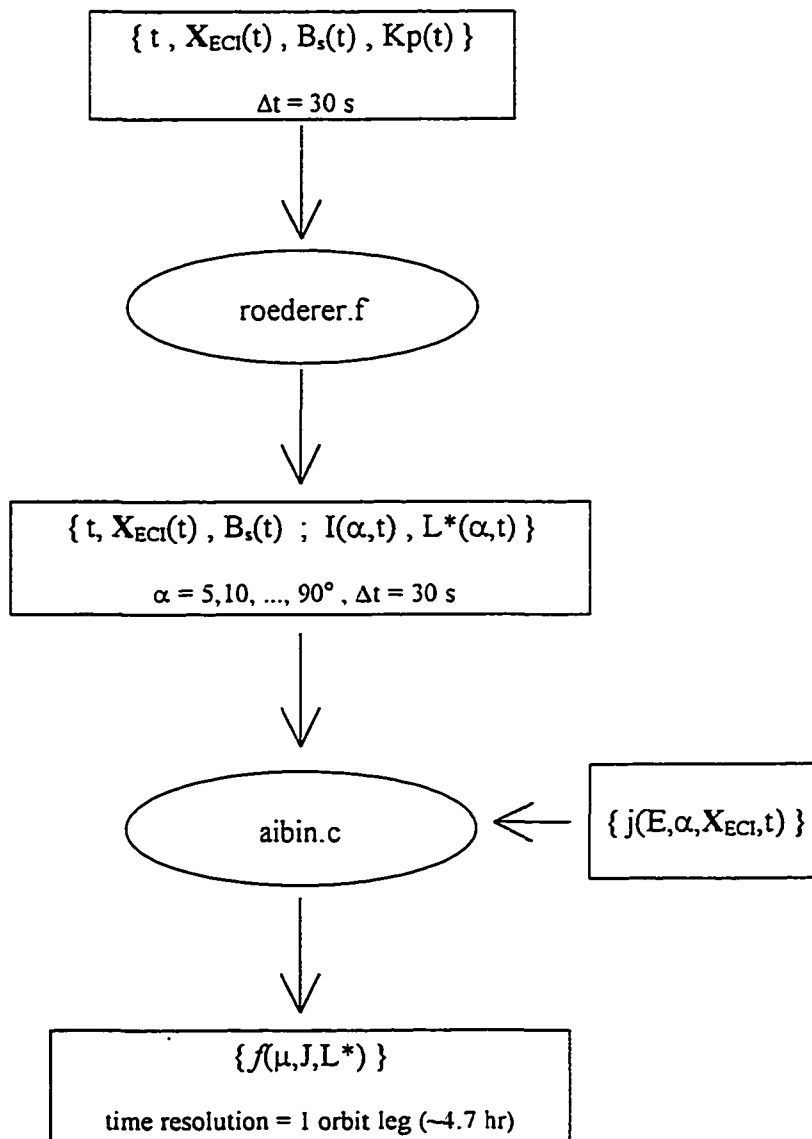 { t , X_ECI(t) , B_s(t) , Kp(t) }
Δt = 30 s
roederer.f
{ t, X_ECI(t) , B_s(t) ; I(α,t) , L*(α,t) }
α = 5,10, ..., 90° , Δt = 30 s
aibin.c
{ j(E,α,X_ECI,t) }
{ f(μ,J,L*) }
time resolution = 1 orbit leg (~4.7 hr)